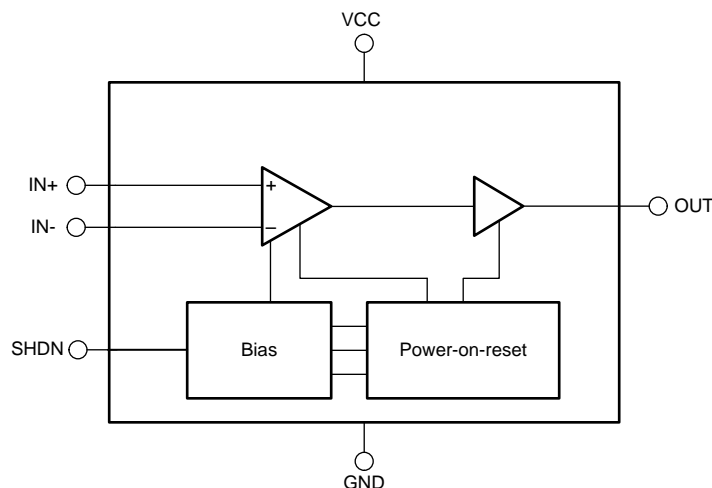 VCC
IN+
+
IN-
−
OUT
SHDN
Bias
Power-on-reset
GND